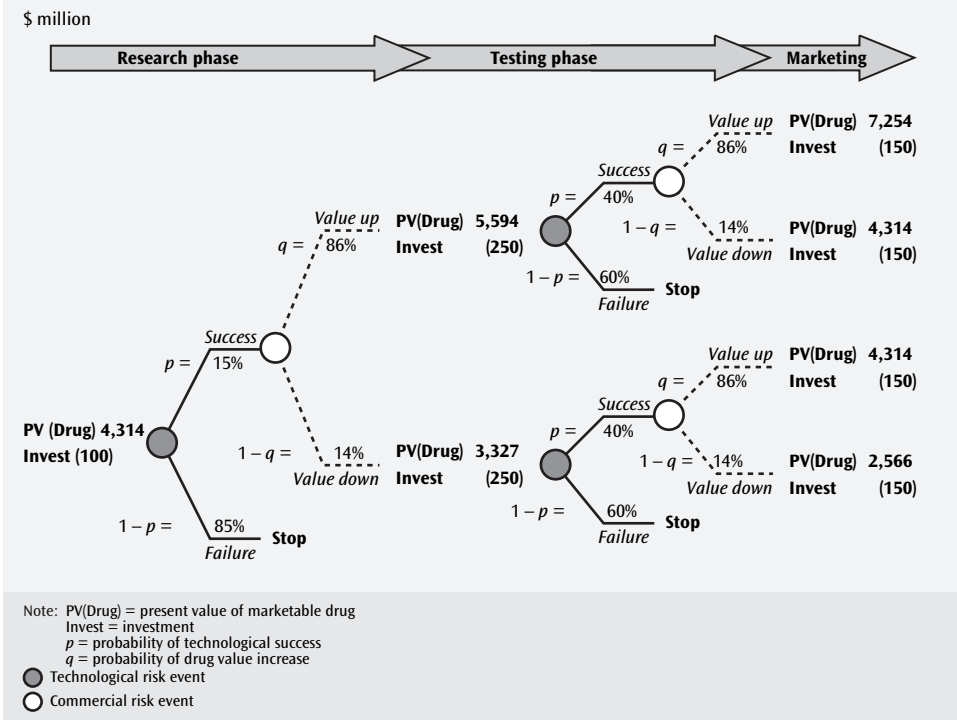 $ million
Research phase
Testing phase
Marketing
Value up
PV(Drug) 7,254
q =
86%
Invest (150)
Success
p =
40%
1 – q =
14%
PV(Drug) 4,314
Value down
Invest (150)
1 – p =
60%
Stop
Failure
Value up
PV(Drug) 5,594
q =
86%
Invest (250)
Success
p =
15%
PV (Drug) 4,314
Invest (100)
1 – q =
14%
PV(Drug) 3,327
Value down
Invest (250)
1 – p =
85%
Stop
Failure
Value up
PV(Drug) 4,314
q =
86%
Invest (150)
Success
p =
40%
1 – q =
14%
PV(Drug) 2,566
Value down
Invest (150)
1 – p =
60%
Stop
Failure
Note: PV(Drug) = present value of marketable drug
Invest = investment
p = probability of technological success
q = probability of drug value increase
Technological risk event
Commercial risk event